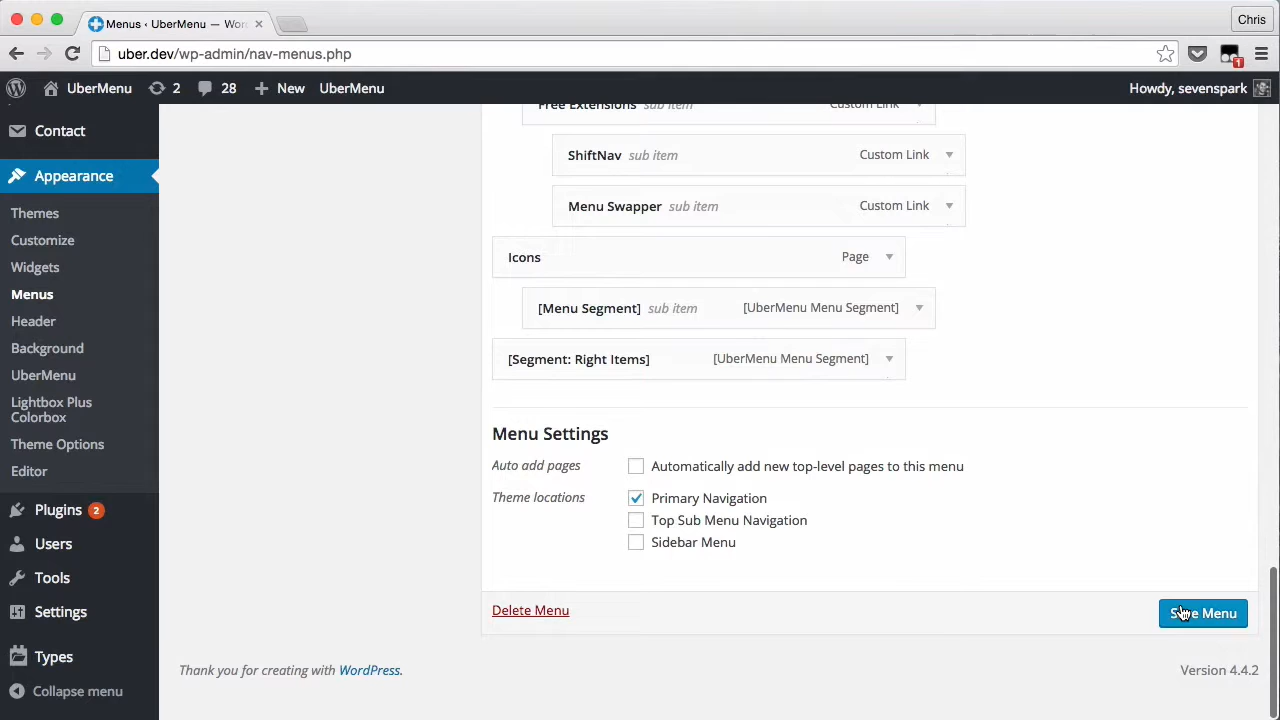 Menus ‹ UberMenu — Wor
Chris
uber.dev/wp-admin/nav-menus.php
1
UberMenu 2 28 New UberMenu
Howdy, sevenspark
Contact
Appearance
Themes
Customize
Widgets
Menus
Header
Background
UberMenu
Lightbox Plus
Colorbox
Theme Options
Editor
Plugins 2
Users
Tools
Settings
Types
Collapse menu
Free Extensions sub item Custom Link
ShiftNav sub item Custom Link
Menu Swapper sub item Custom Link
Icons Page
[Menu Segment] sub item [UberMenu Menu Segment]
[Segment: Right Items] [UberMenu Menu Segment]
Menu Settings
Auto add pages Automatically add new top-level pages to this menu
Theme locations Primary Navigation
Top Sub Menu Navigation
Sidebar Menu
Delete Menu Save Menu
Thank you for creating with WordPress.
Version 4.4.2